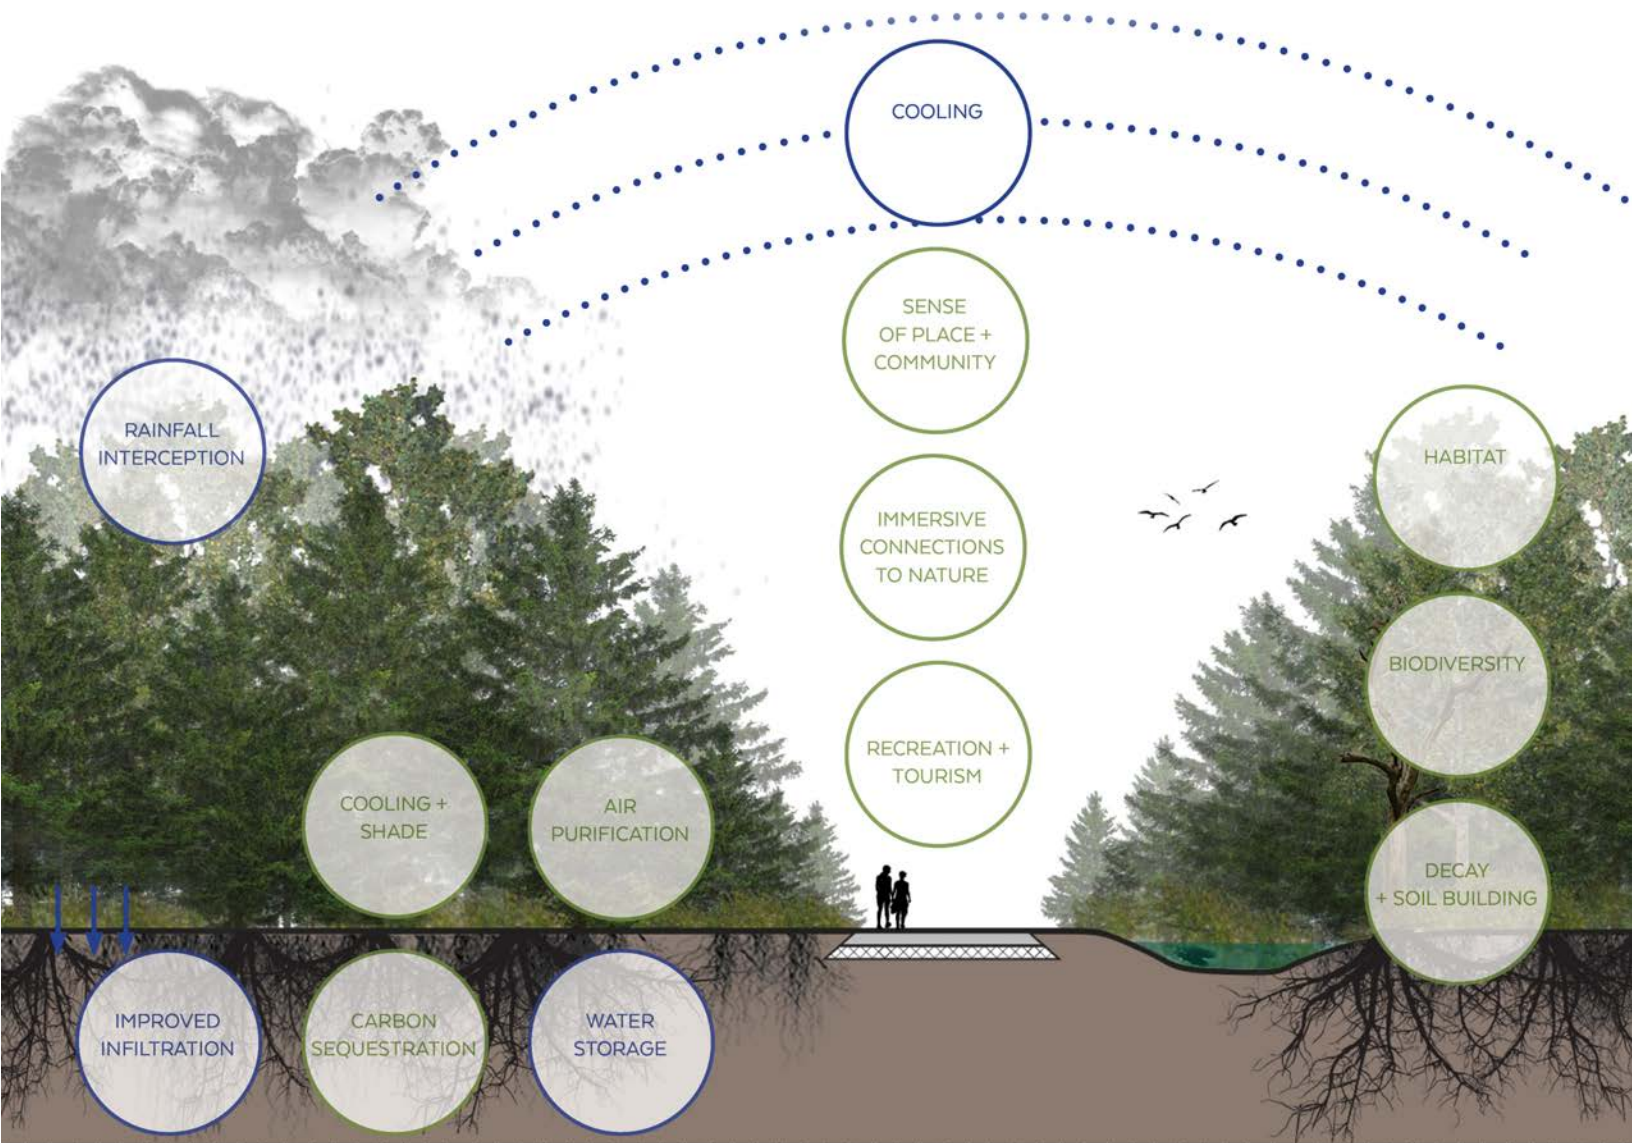 COOLING
SENSE
OF PLACE +
COMMUNITY
RAINFALL
INTERCEPTION
HABITAT
IMMERSIVE
CONNECTIONS
TO NATURE
BIODIVERSITY
RECREATION +
TOURISM
COOLING +
SHADE
AIR
PURIFICATION
DECAY
+ SOIL BUILDING
IMPROVED
INFILTRATION
CARBON
SEQUESTRATION
WATER
STORAGE